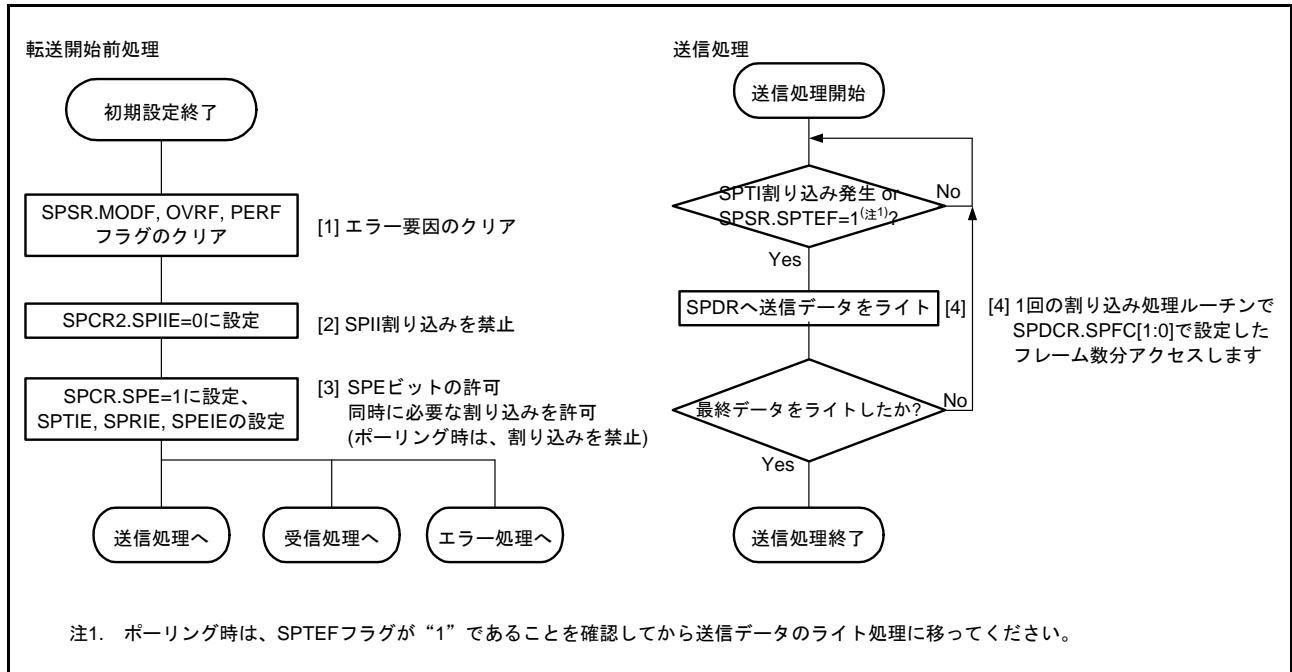 転送開始前処理
初期設定終了
SPSR.MODF, OVRF, PERF
フラグのクリア
[1] エラー要因のクリア
SPCR2.SPIIE=0に設定
[2] SPII割り込みを禁止
SPCR.SPE=1に設定、
SPTIE, SPRIE, SPEIEの設定
[3] SPEビットの許可
同時に必要な割り込みを許可
(ポーリング時は、割り込みを禁止)
送信処理へ
受信処理へ
エラー処理へ
送信処理
送信処理開始
SPTI割り込み発生 or
SPSR.SPTEF=1(注1)?
No
Yes
SPDRへ送信データをライト
[4]
[4] 1回の割り込み処理ルーチンで
SPDCR.SPFC[1:0]で設定した
フレーム数分アクセスします
最終データをライトしたか?
No
Yes
送信処理終了
注1. ポーリング時は、SPTEFフラグが“1”であることを確認してから送信データのライト処理に移ってください。